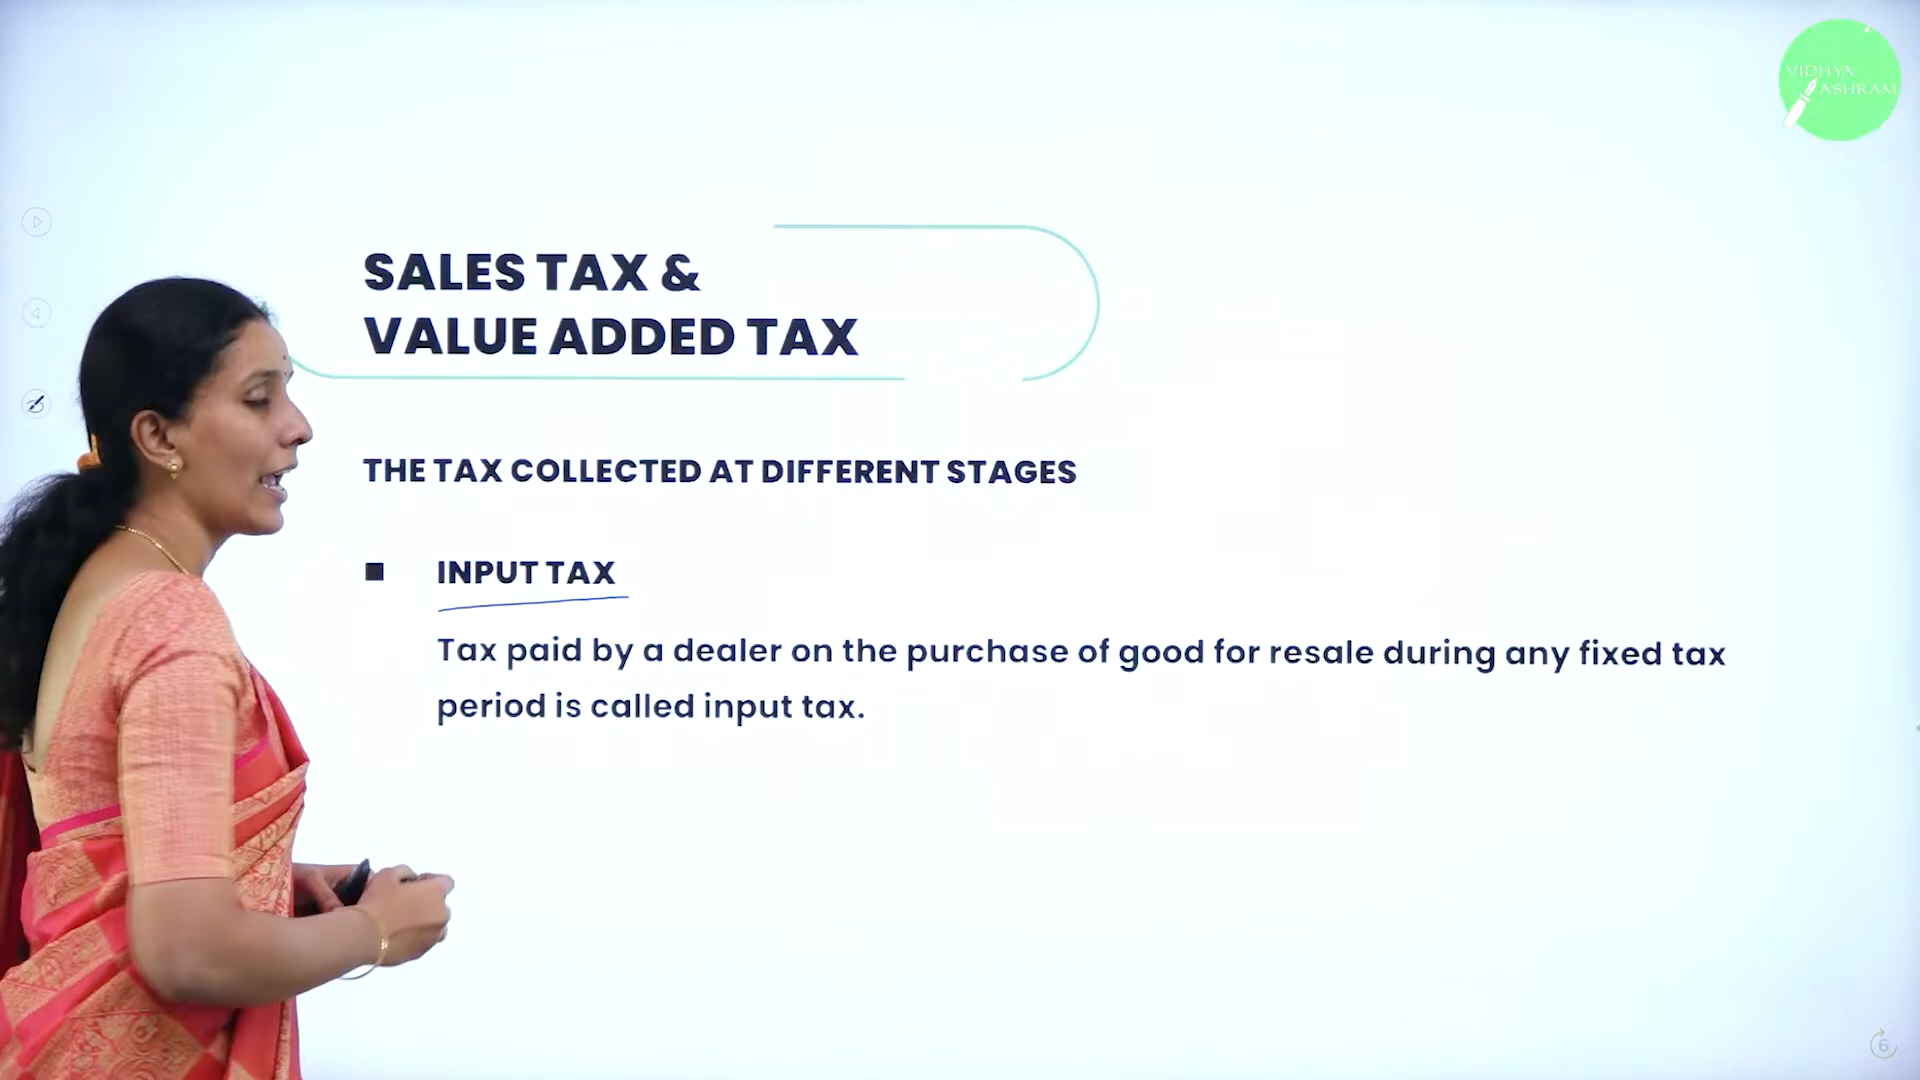 VIDHYA
ASHRAM
SALES TAX &
VALUE ADDED TAX
THE TAX COLLECTED AT DIFFERENT STAGES
■ INPUT TAX
Tax paid by a dealer on the purchase of good for resale during any fixed tax
period is called input tax.
6